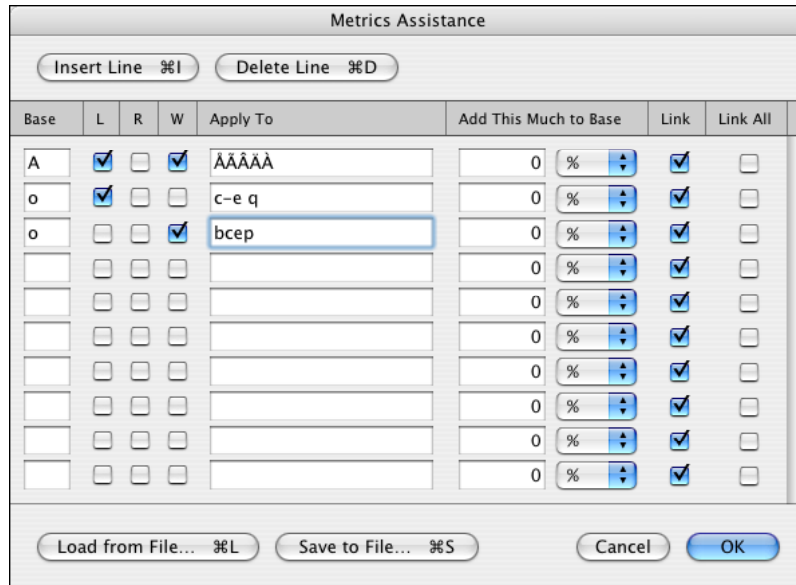 Metrics Assistance
Insert Line ⌘I Delete Line ⌘D
Base L R W Apply To Add This Much to Base Link Link All
A ÅÃÂÄÀ 0 %
o c-e q 0 %
o bcep 0 %
0 %
0 %
0 %
0 %
0 %
0 %
0 %
Load from File... ⌘L Save to File... ⌘S Cancel OK